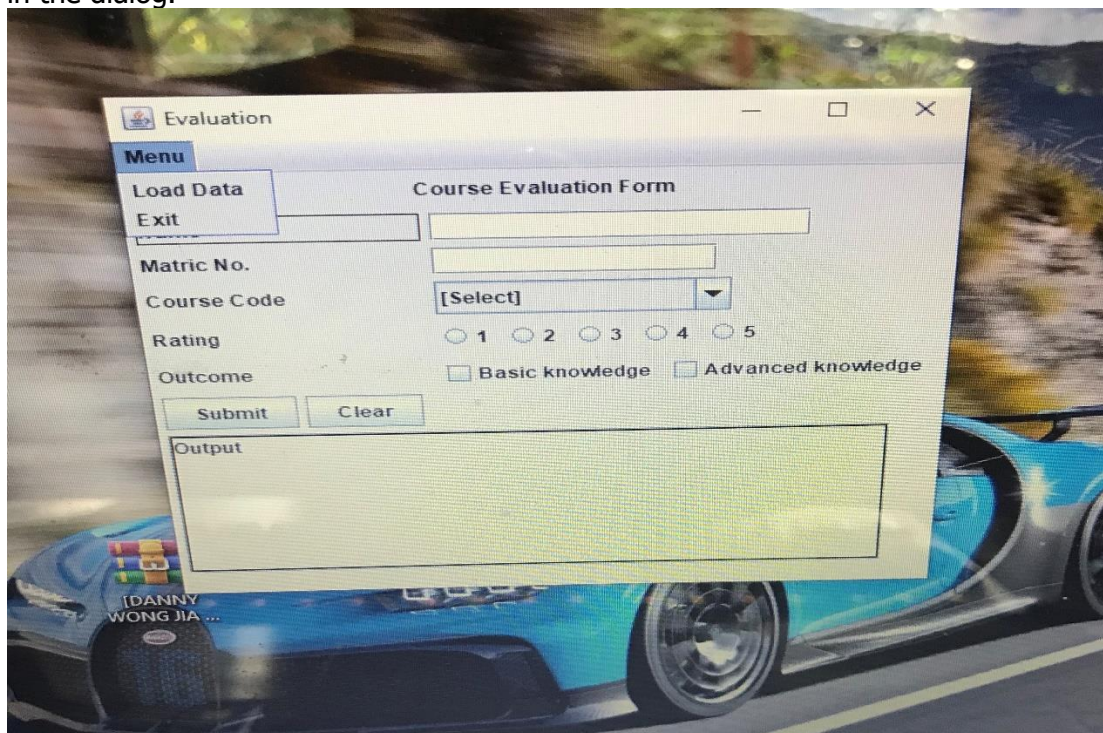 in the dialog.
Evaluation
Menu
Load Data
Course Evaluation Form
Exit
Matric No.
Course Code [Select]
Rating 1 2 3 4 5
Outcome Basic knowledge Advanced knowledge
Submit Clear
Output
[DANNY
WONG JIA ...